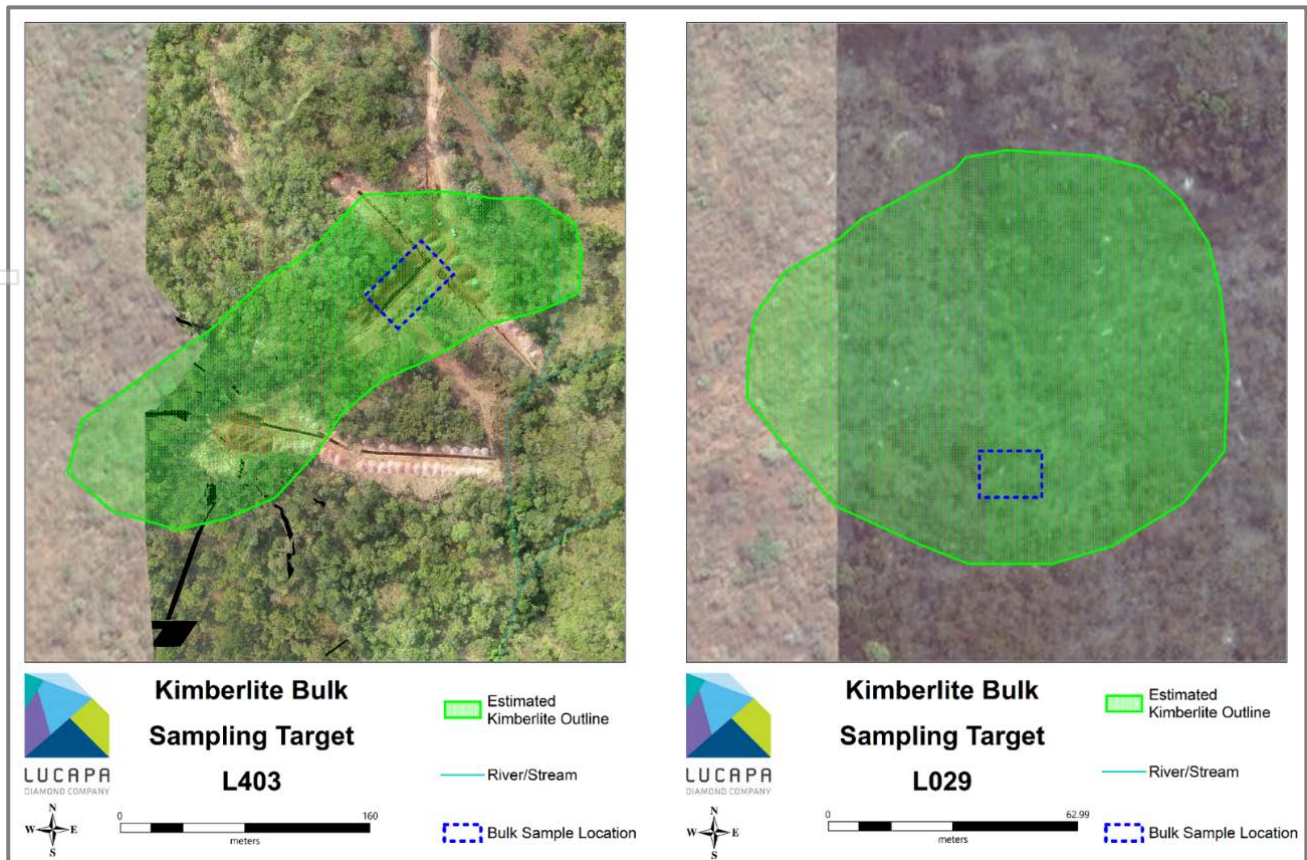 Kimberlite Bulk
Sampling Target
L403
LUCAPA
DIAMOND COMPANY
N
W E
S
0 160
meters
Estimated
Kimberlite Outline
River/Stream
Bulk Sample Location
Kimberlite Bulk
Sampling Target
L029
LUCAPA
DIAMOND COMPANY
N
W E
S
0 62.99
meters
Estimated
Kimberlite Outline
River/Stream
Bulk Sample Location